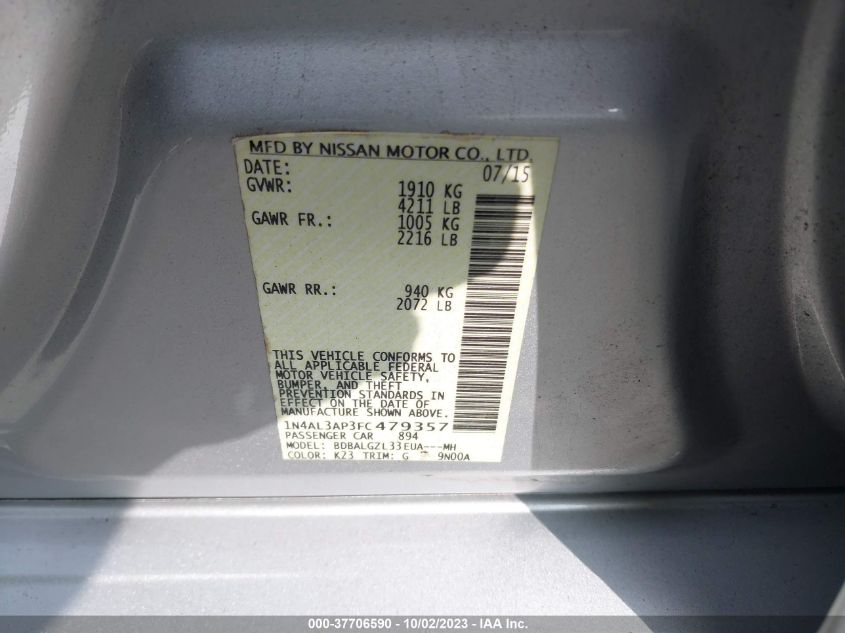 MFD BY NISSAN MOTOR CO., LTD.
DATE: 07/15
GVWR: 1910 KG
4211 LB
GAWR FR.: 1005 KG
2216 LB
GAWR RR.: 940 KG
2072 LB
THIS VEHICLE CONFORMS TO
ALL APPLICABLE FEDERAL
MOTOR VEHICLE SAFETY,
BUMPER, AND THEFT
PREVENTION STANDARDS IN
EFFECT ON THE DATE OF
MANUFACTURE SHOWN ABOVE.
1N4AL3AP3FC479357
PASSENGER CAR 894
MODEL: BDBALGZL33EUA---MH
COLOR: K23 TRIM: G 9N00A
000-37706590 - 10/02/2023 - IAA Inc.